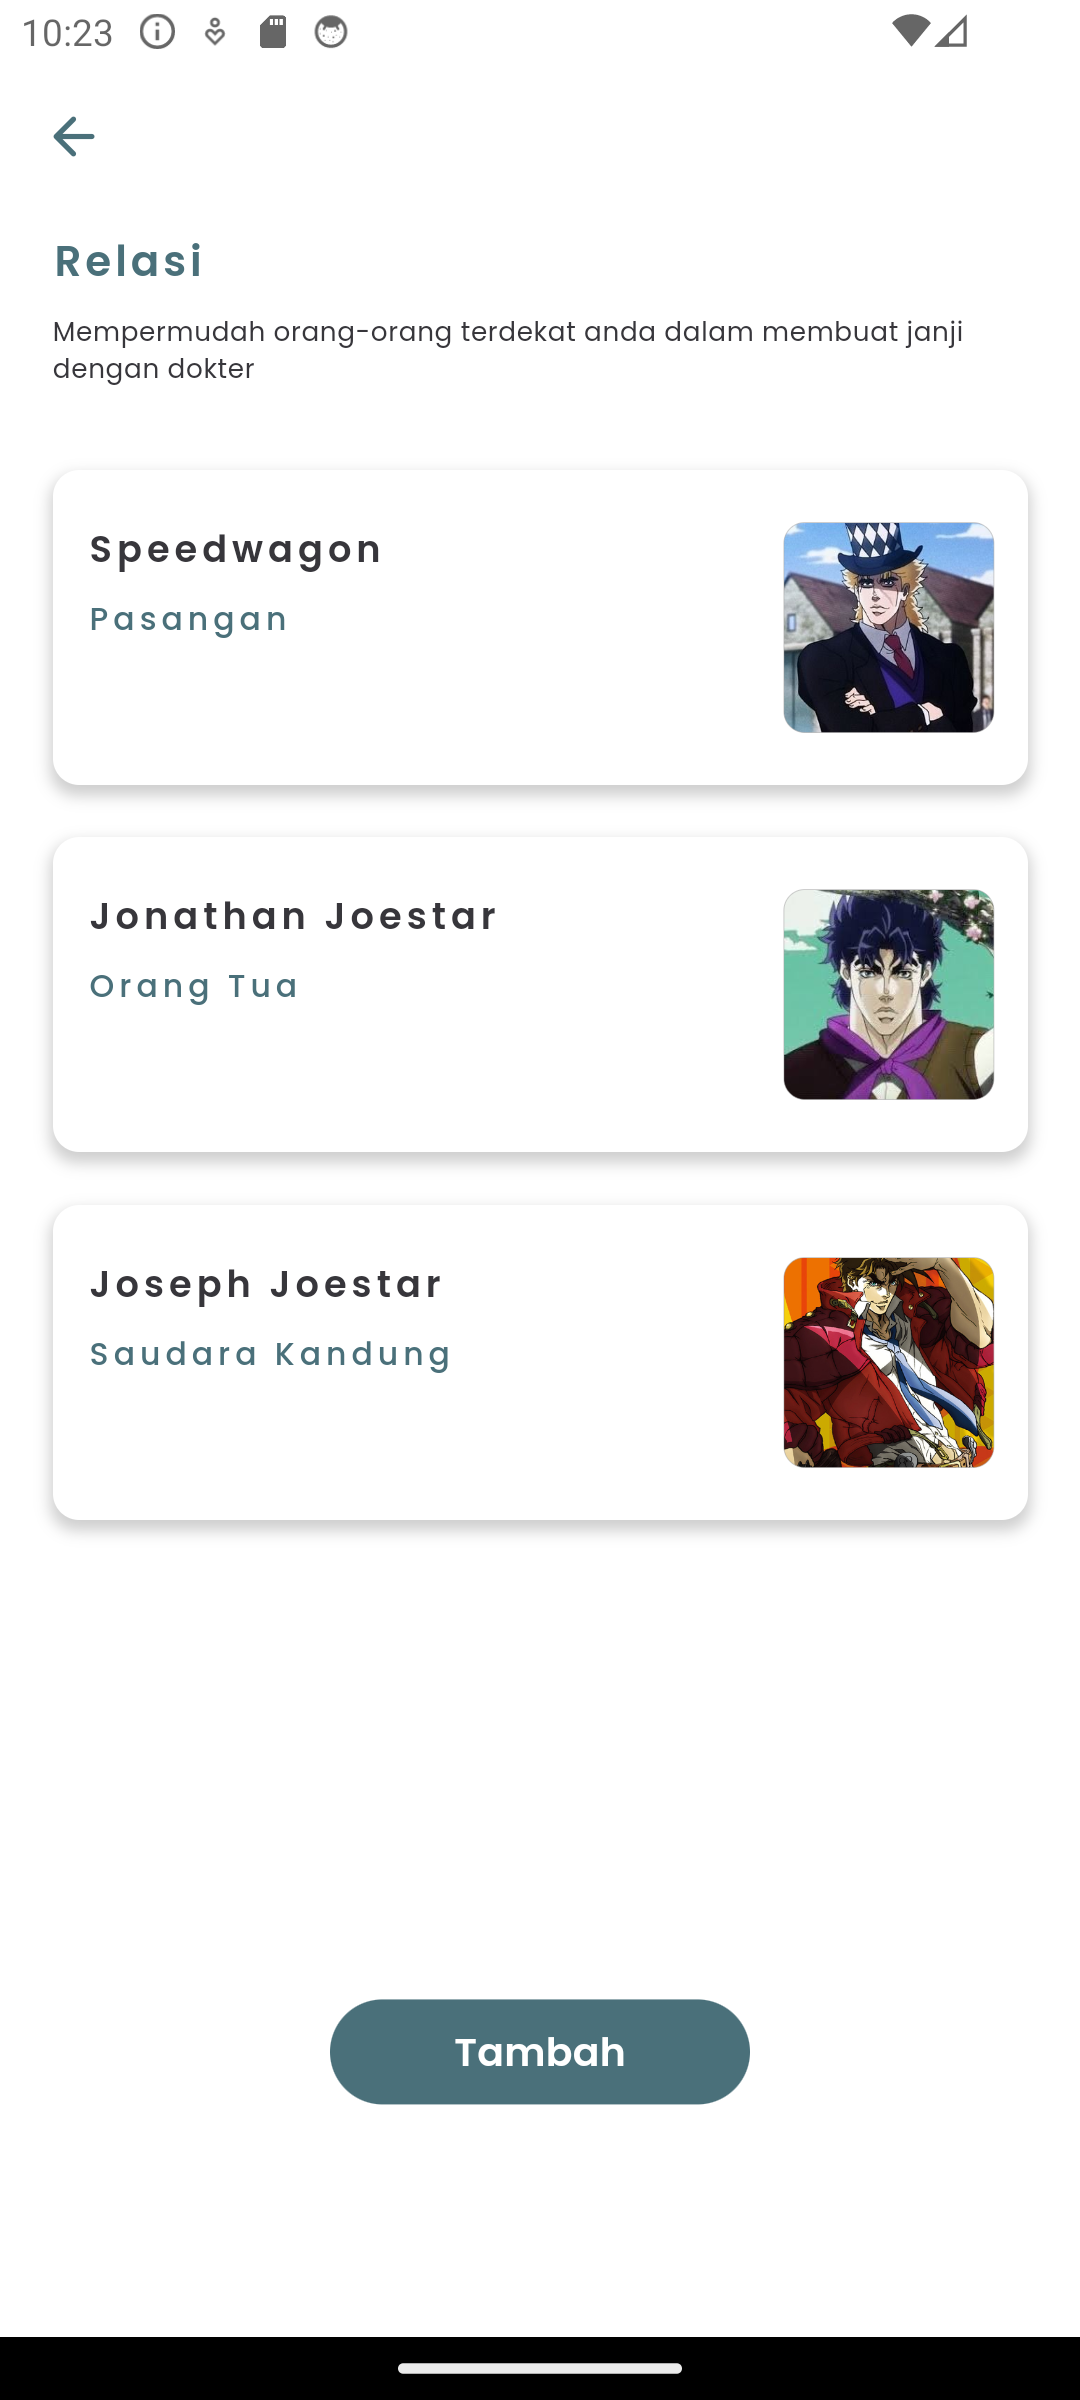 10:23
Relasi
Mempermudah orang-orang terdekat anda dalam membuat janji
dengan dokter
Speedwagon
Pasangan
Jonathan Joestar
Orang Tua
Joseph Joestar
Saudara Kandung
Tambah